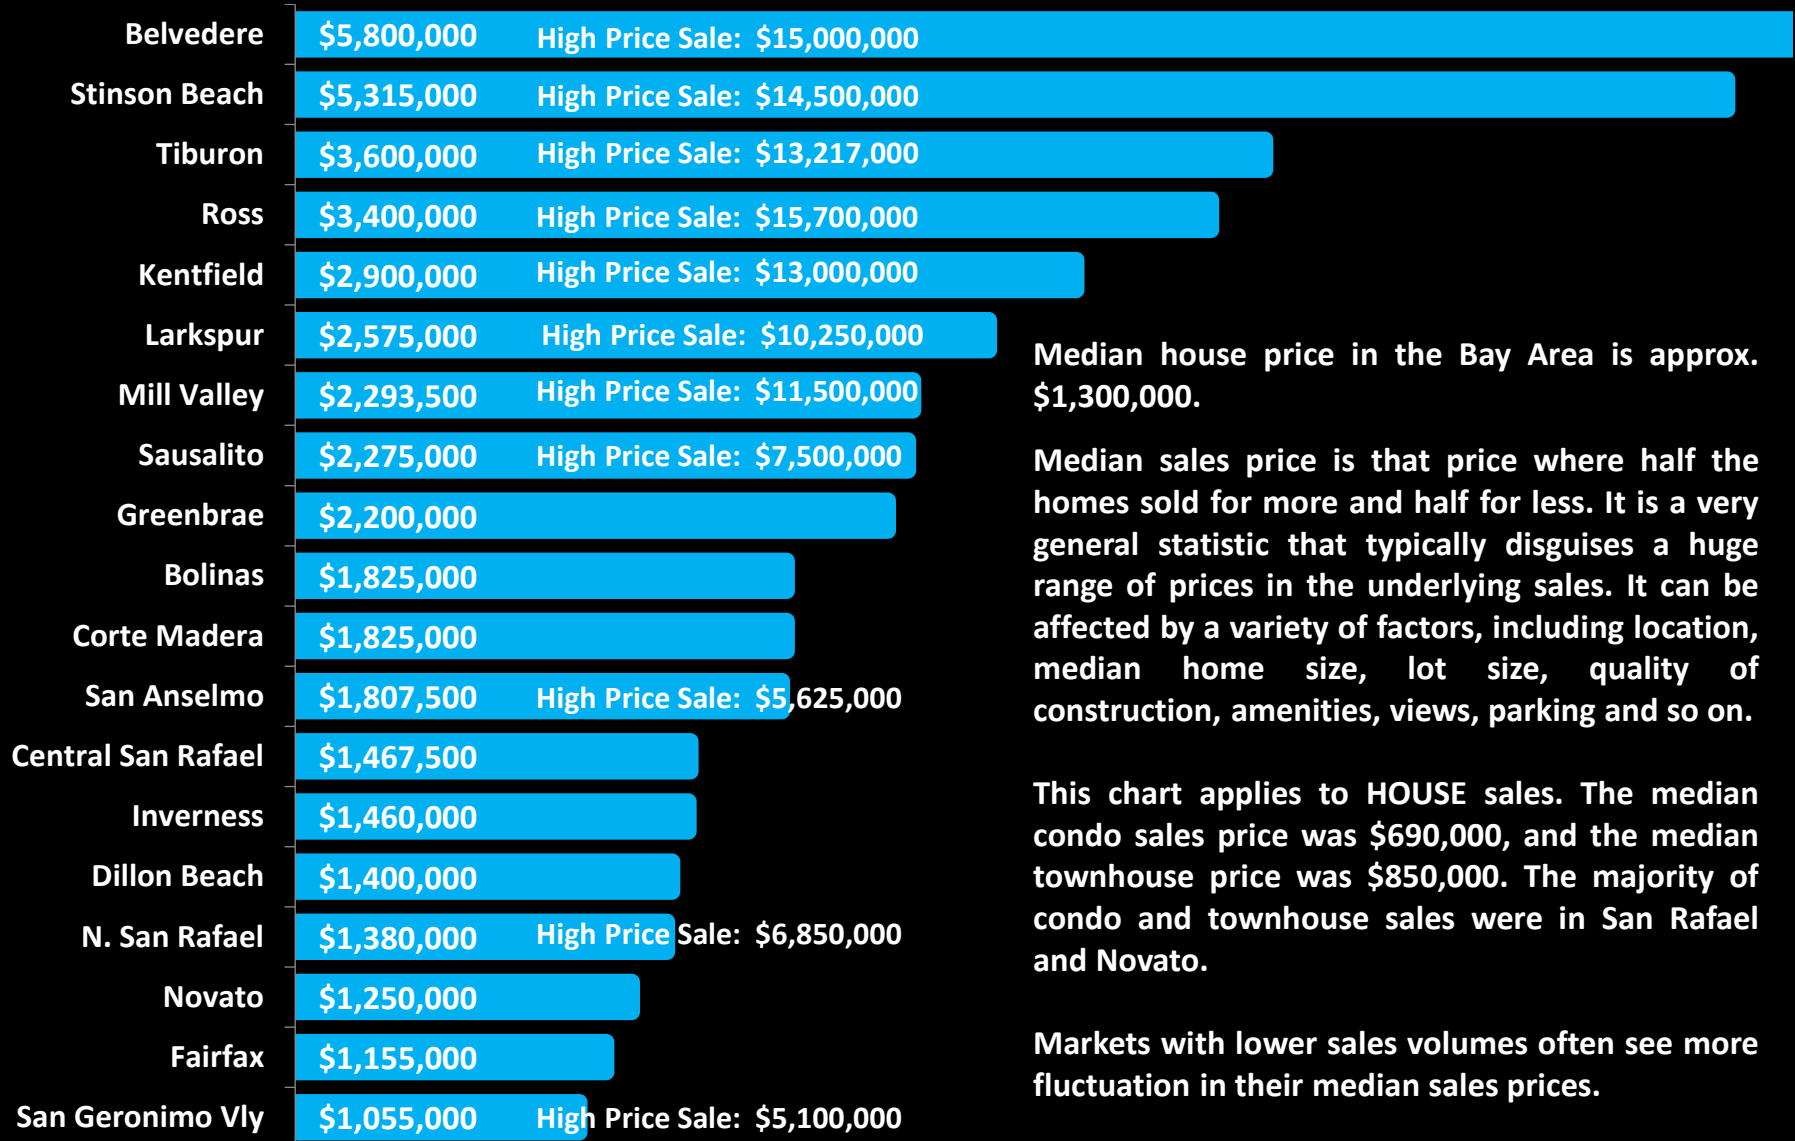 Belvedere $5,800,000 High Price Sale: $15,000,000
Stinson Beach $5,315,000 High Price Sale: $14,500,000
Tiburon $3,600,000 High Price Sale: $13,217,000
Ross $3,400,000 High Price Sale: $15,700,000
Kentfield $2,900,000 High Price Sale: $13,000,000
Larkspur $2,575,000 High Price Sale: $10,250,000
Mill Valley $2,293,500 High Price Sale: $11,500,000
Sausalito $2,275,000 High Price Sale: $7,500,000
Greenbrae $2,200,000
Bolinas $1,825,000
Corte Madera $1,825,000
San Anselmo $1,807,500 High Price Sale: $5,625,000
Central San Rafael $1,467,500
Inverness $1,460,000
Dillon Beach $1,400,000
N. San Rafael $1,380,000 High Price Sale: $6,850,000
Novato $1,250,000
Fairfax $1,155,000
San Geronimo Vly $1,055,000 High Price Sale: $5,100,000
Median house price in the Bay Area is approx.
$1,300,000.
Median sales price is that price where half the
homes sold for more and half for less. It is a very
general statistic that typically disguises a huge
range of prices in the underlying sales. It can be
affected by a variety of factors, including location,
median home size, lot size, quality of
construction, amenities, views, parking and so on.
This chart applies to HOUSE sales. The median
condo sales price was $690,000, and the median
townhouse price was $850,000. The majority of
condo and townhouse sales were in San Rafael
and Novato.
Markets with lower sales volumes often see more
fluctuation in their median sales prices.